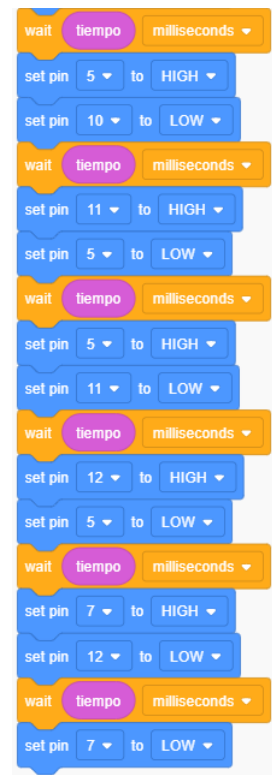 wait tiempo milliseconds
set pin 5 to HIGH
set pin 10 to LOW
wait tiempo milliseconds
set pin 11 to HIGH
set pin 5 to LOW
wait tiempo milliseconds
set pin 5 to HIGH
set pin 11 to LOW
wait tiempo milliseconds
set pin 12 to HIGH
set pin 5 to LOW
wait tiempo milliseconds
set pin 7 to HIGH
set pin 12 to LOW
wait tiempo milliseconds
set pin 7 to LOW